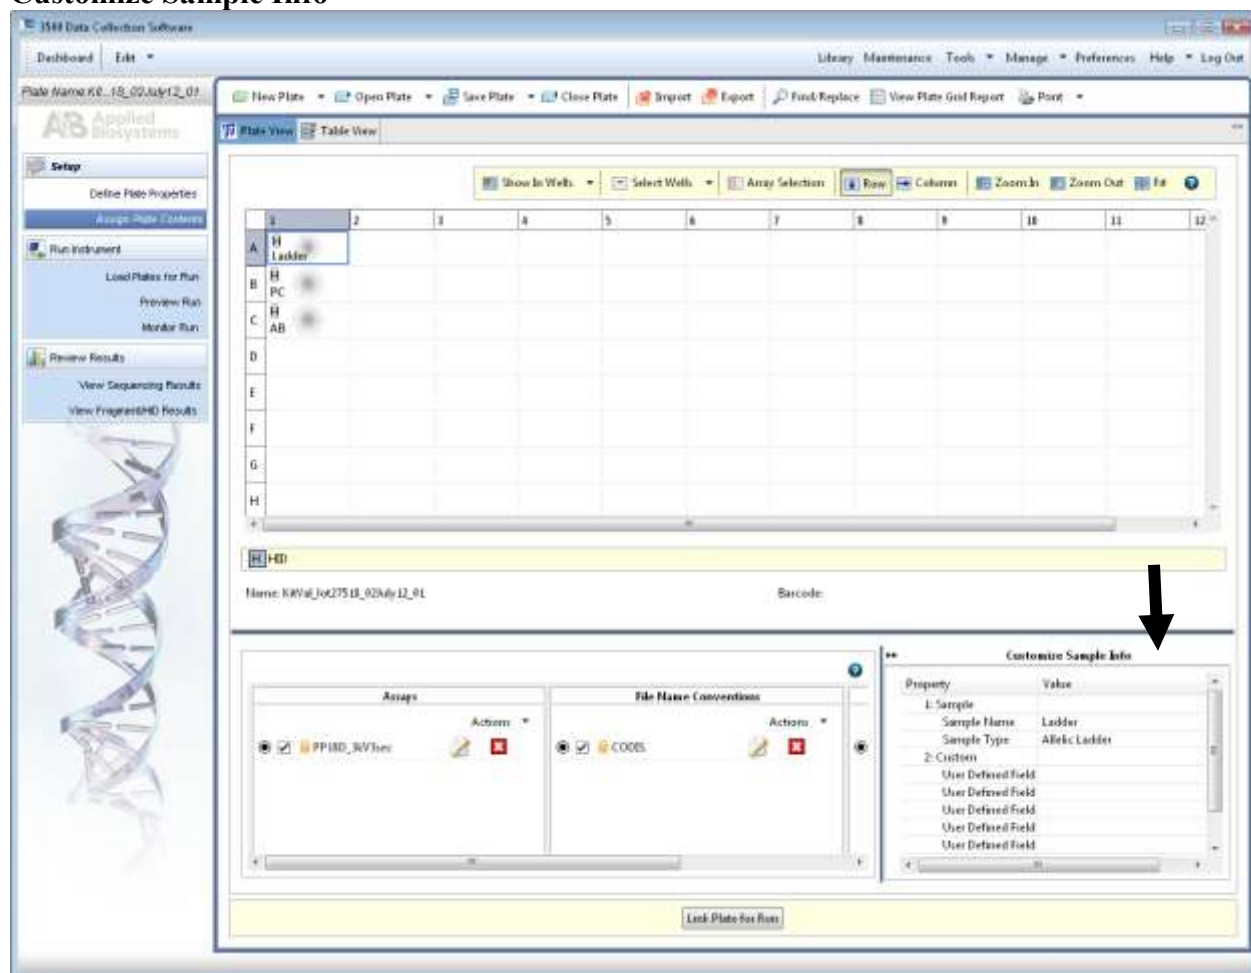 Customize Sample Info
3500 Data Collection Software
Dashboard Edit
Library Maintenance Tools Manage Preferences Help Log Out
New Plate Open Plate Save Plate Close Plate Import Export Find/Replace View Plate Grid Report Print
AB Applied Biosystems
Plate View Table View
Setup
Define Plate Properties
Assign Plate Contents
Run Instrument
Load Plates for Run
Preview Run
Monitor Run
Review Results
View Sequencing Results
View Fragment/HID Results
Show In Wells Select Wells Array Selection Row Column Zoom In Zoom Out Fit
1 2 3 4 5 6 7 8 9 10 11 12
A H
Ladder
B H
PC
C H
AB
D
E
F
G
H
H HID
Barcode:
Assays
File Name Conventions
Actions
Actions
CODIS
Customize Sample Info
Property Value
1: Sample
Sample Name Ladder
Sample Type Allelic Ladder
2: Custom
User Defined Field
User Defined Field
User Defined Field
User Defined Field
User Defined Field
Link Plate for Run